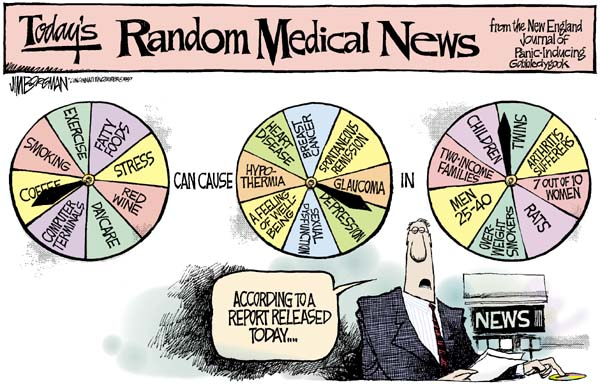 Today's Random Medical News
from the New England
Journal of
Panic-Inducing
Gobbledygook
JIM BORGMAN
COFFEE
SMOKING
EXERCISE
FATTY
FOODS
STRESS
RED
WINE
DAYCARE
COMPUTER
TERMINALS
CAN CAUSE
HYPO-
THERMIA
HEART
DISEASE
BREAST
CANCER
SPONTANEOUS
REMISSION
GLAUCOMA
DEPRESSION
SEXUAL
DYSFUNCTION
A FEELING
OF WELL-
BEING
IN
TWO-INCOME
FAMILIES
CHILDREN
TWINS
ARTHRITIS
SUFFERERS
7 OUT OF 10
WOMEN
RATS
OVER-
WEIGHT
SMOKERS
MEN
25-40
ACCORDING TO A
REPORT RELEASED
TODAY....
NEWS